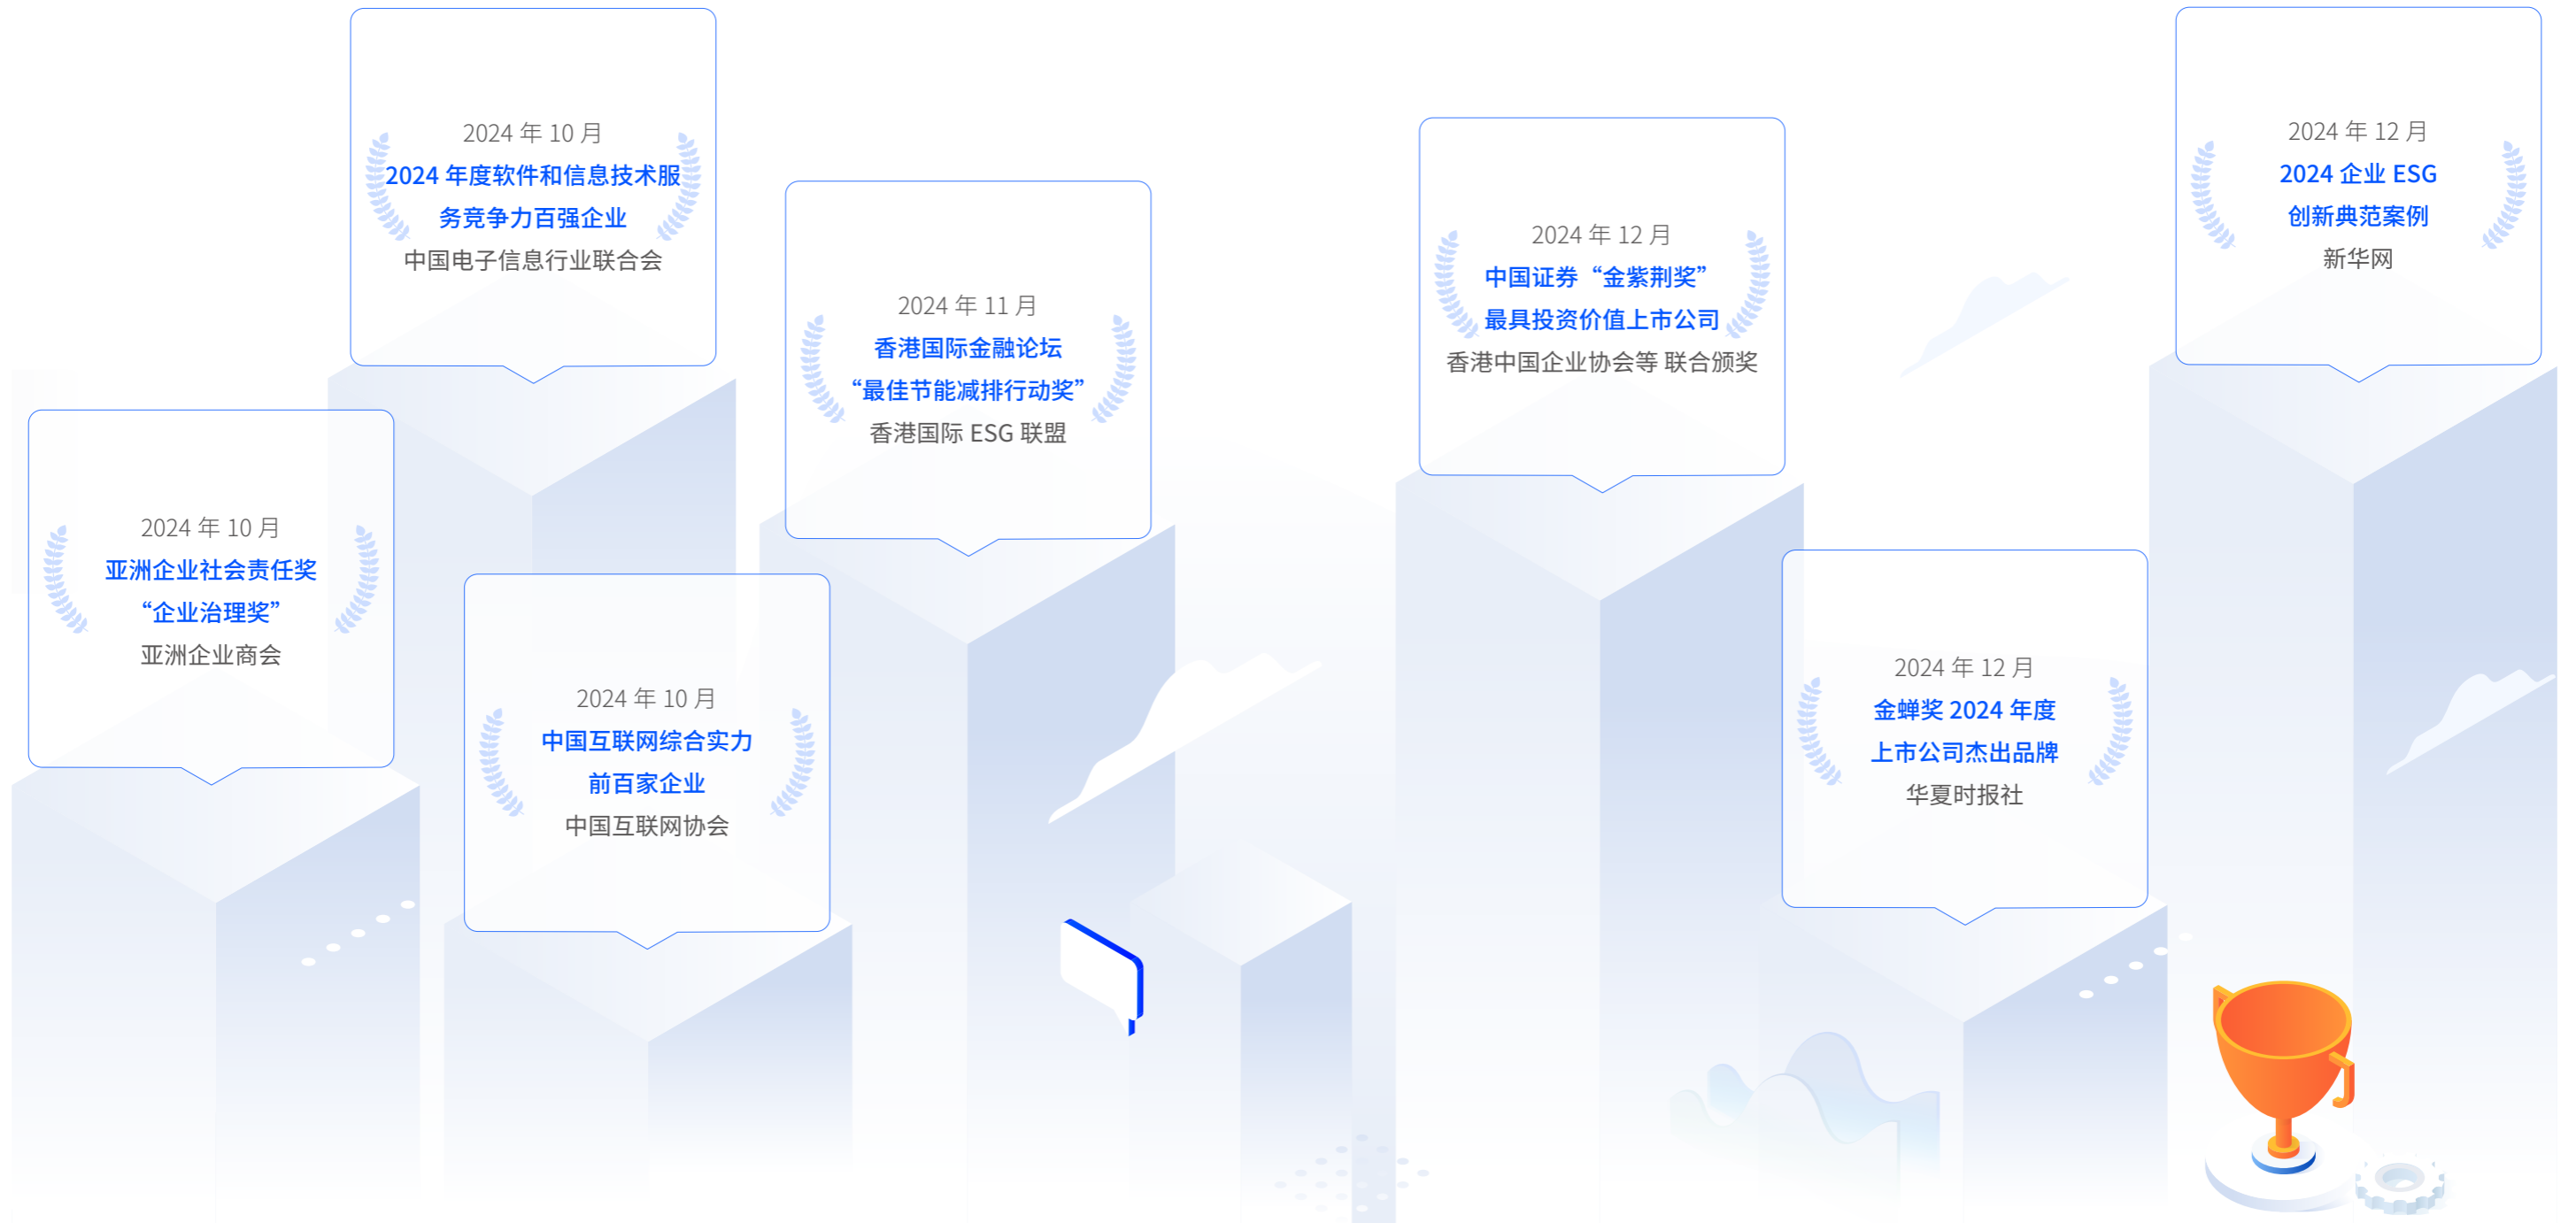 2024 年 10 月
亚洲企业社会责任奖
“企业治理奖”
亚洲企业商会
2024 年 10 月
2024 年度软件和信息技术服
务竞争力百强企业
中国电子信息行业联合会
2024 年 10 月
中国互联网综合实力
前百家企业
中国互联网协会
2024 年 11 月
香港国际金融论坛
“最佳节能减排行动奖”
香港国际 ESG 联盟
2024 年 12 月
中国证券“金紫荆奖”
最具投资价值上市公司
香港中国企业协会等 联合颁奖
2024 年 12 月
金蝉奖 2024 年度
上市公司杰出品牌
华夏时报社
2024 年 12 月
2024 企业 ESG
创新典范案例
新华网